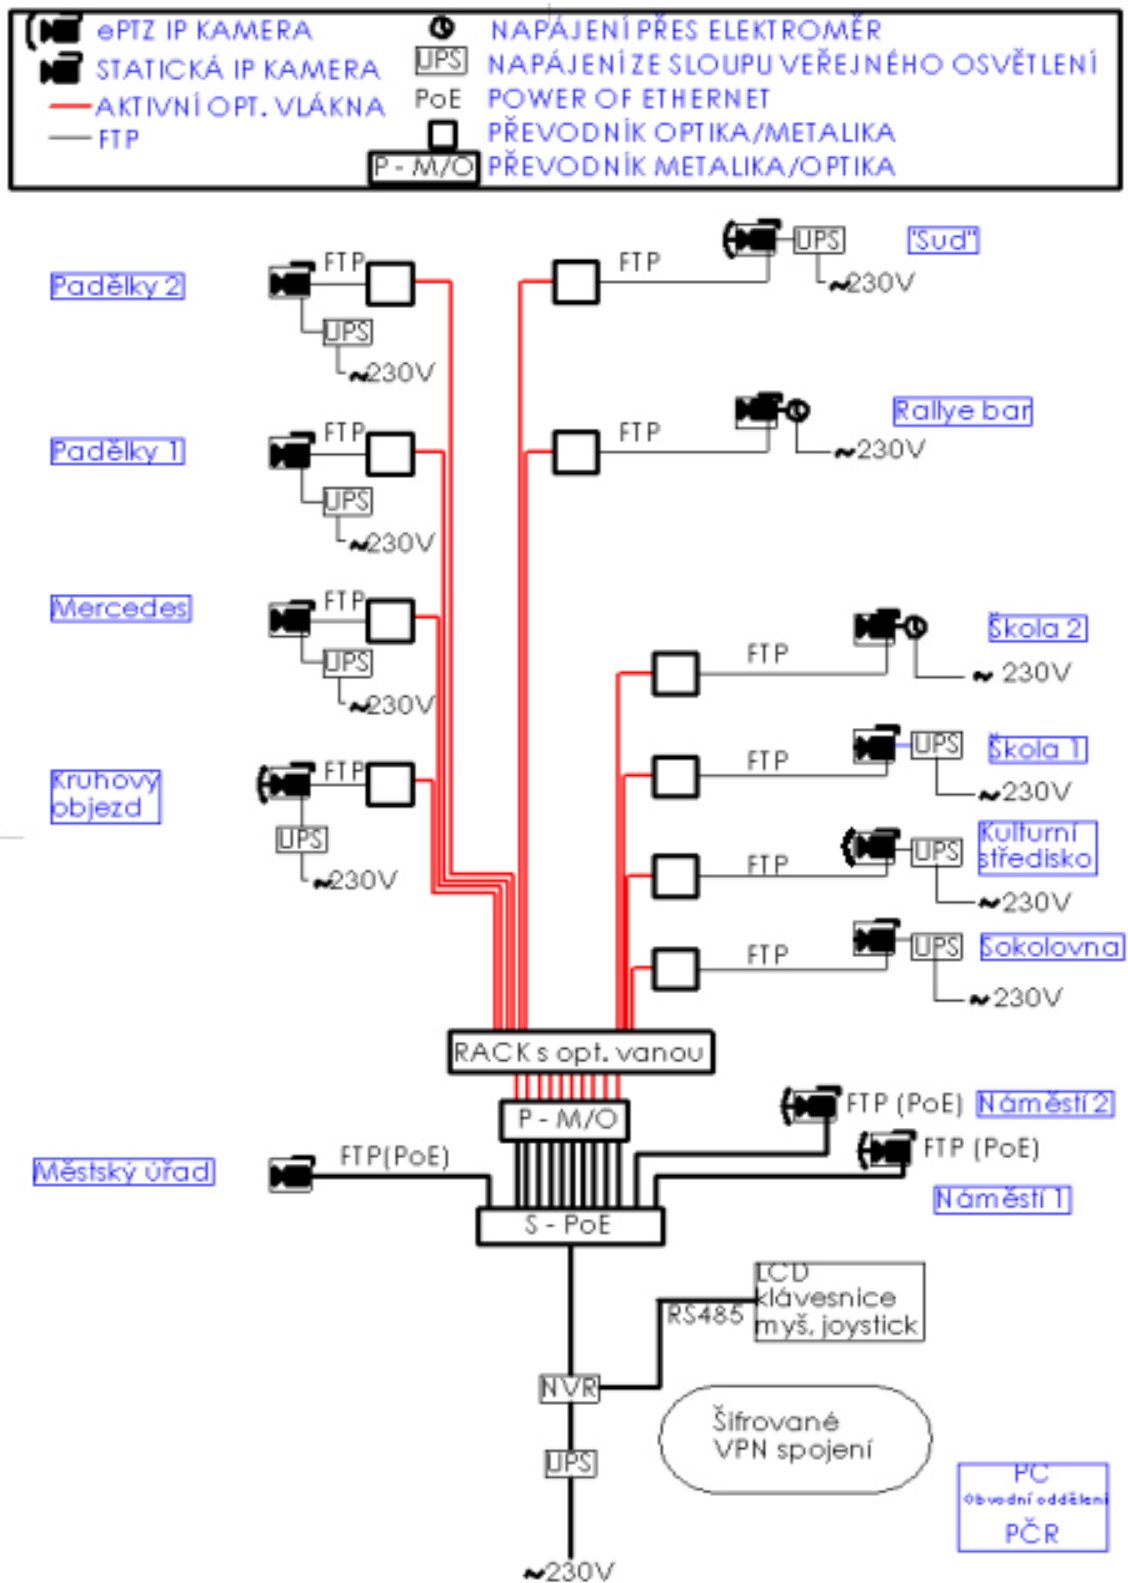 ePTZ IP KAMERA
STATICKÁ IP KAMERA
AKTIVNÍ OPT. VLÁKNA
FTP
NAPÁJENÍ PŘES ELEKTROMĚR
UPS NAPÁJENÍ ZE SLOUPU VEŘEJNÉHO OSVĚTLENÍ
PoE POWER OF ETHERNET
PŘEVODNÍK OPTIKA/METALIKA
P - M/O PŘEVODNÍK METALIKA/OPTIKA
Padělky 2
FTP
UPS
~230V
FTP
UPS
"Sud"
~230V
Padělky 1
FTP
UPS
~230V
FTP
Rallye bar
~230V
Mercedes
FTP
UPS
~230V
FTP
Škola 2
~ 230V
Kruhový
objezd
FTP
UPS
~230V
FTP
UPS
Škola 1
~230V
FTP
UPS
Kulturní
středisko
~230V
FTP
UPS
Sokolovna
~230V
RACK s opt. vanou
P - M/O
FTP (PoE)
Náměstí 2
FTP (PoE)
Náměstí 1
Městský úřad
FTP(PoE)
S - PoE
RS485
LCD
klávesnice
myš, joystick
NVR
UPS
~230V
Šifrované
VPN spojení
PC
Obvodní oddělení
PČR